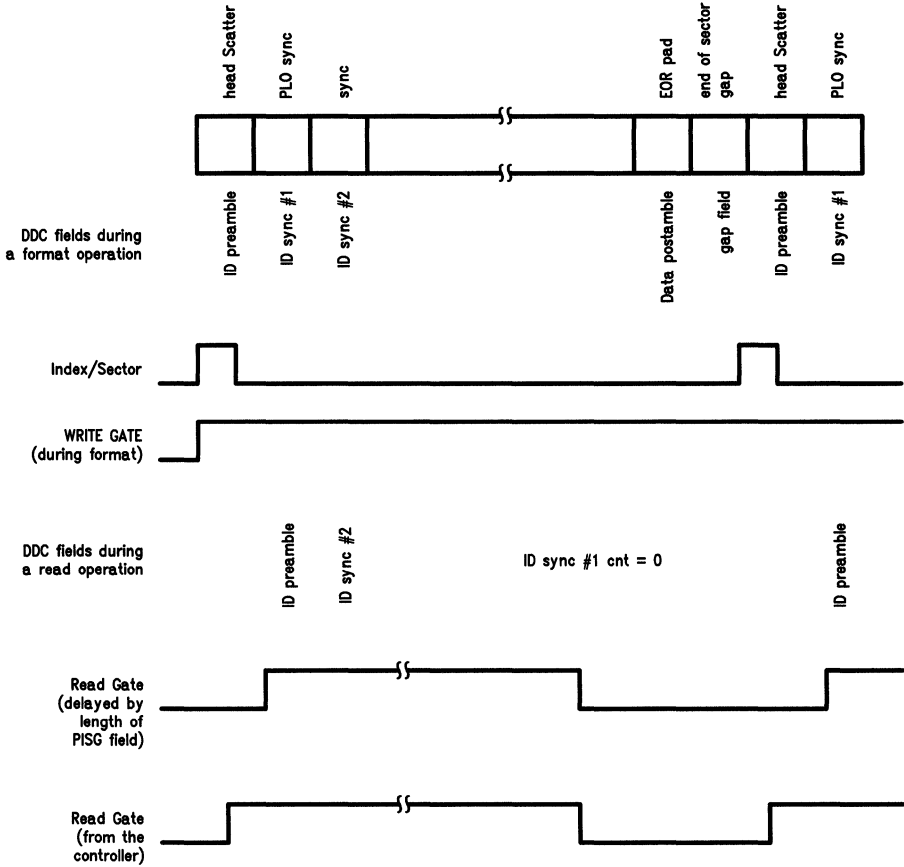 head Scatter
PLO sync
sync
EOR pad
end of sector
gap
head Scatter
PLO sync
DDC fields during
a format operation
ID preamble
ID sync #1
ID sync #2
Data postamble
gap field
ID preamble
ID sync #1
Index/Sector
WRITE GATE
(during format)
DDC fields during
a read operation
ID preamble
ID sync #2
ID sync #1 cnt = 0
ID preamble
Read Gate
(delayed by
length of
PISG field)
Read Gate
(from the
controller)